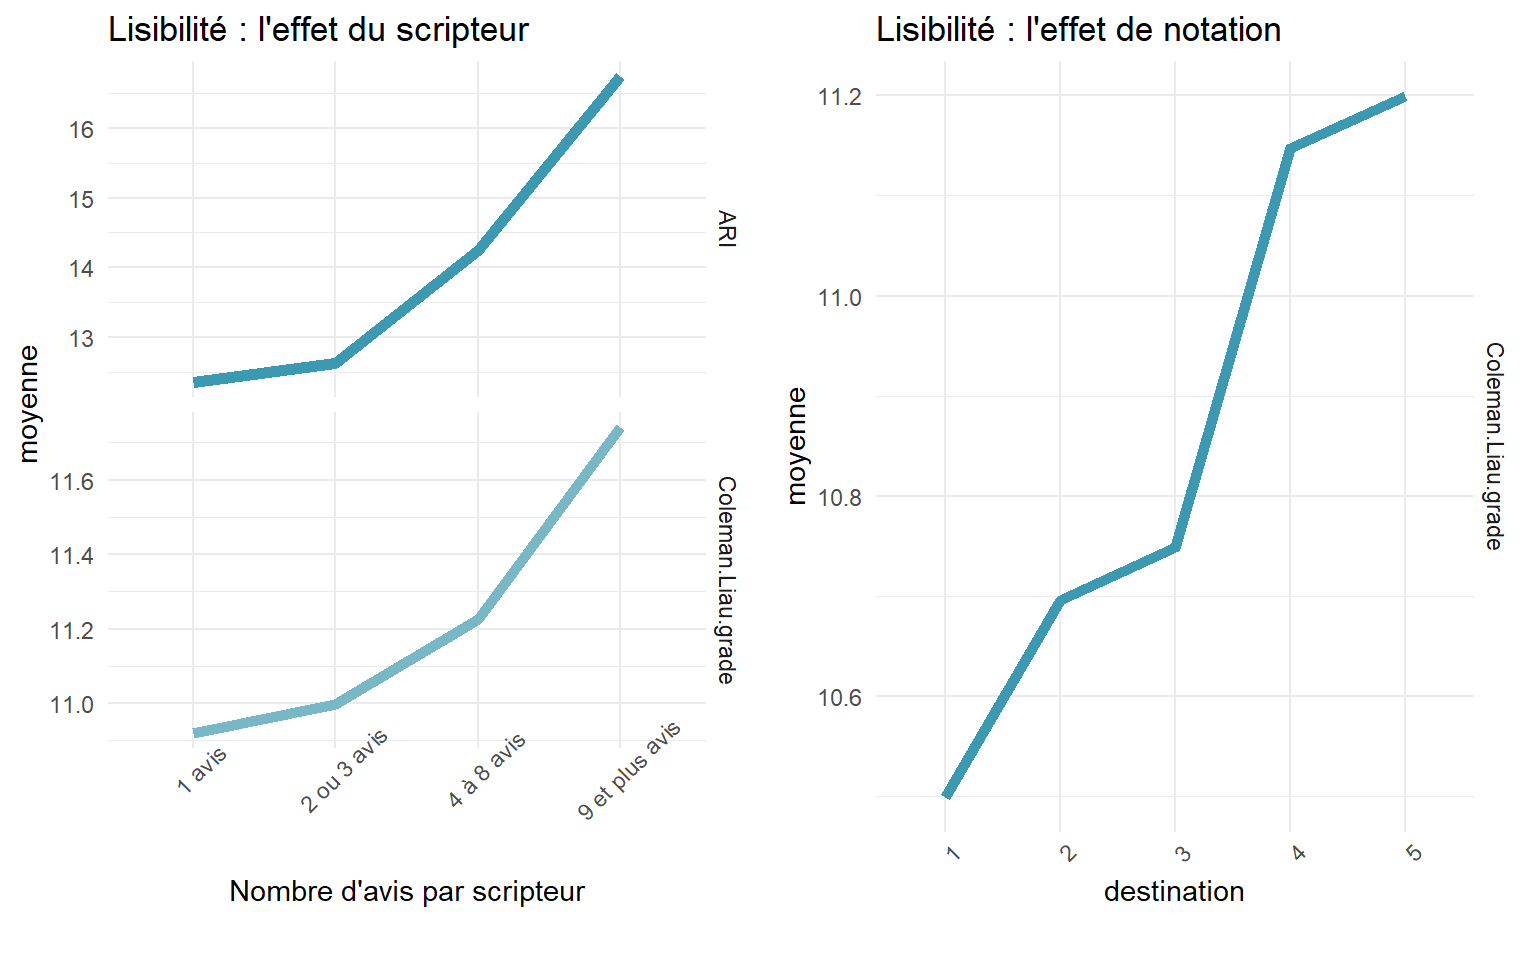 Lisibilité : l'effet du scripteur
16
15
14
13
ARI
moyenne
11.6
11.4
11.2
11.0
Coleman.Liau.grade
1 avis
2 ou 3 avis
4 à 8 avis
9 et plus avis
Nombre d'avis par scripteur
Lisibilité : l'effet de notation
11.2
11.0
10.8
10.6
moyenne
Coleman.Liau.grade
1
2
3
4
5
destination